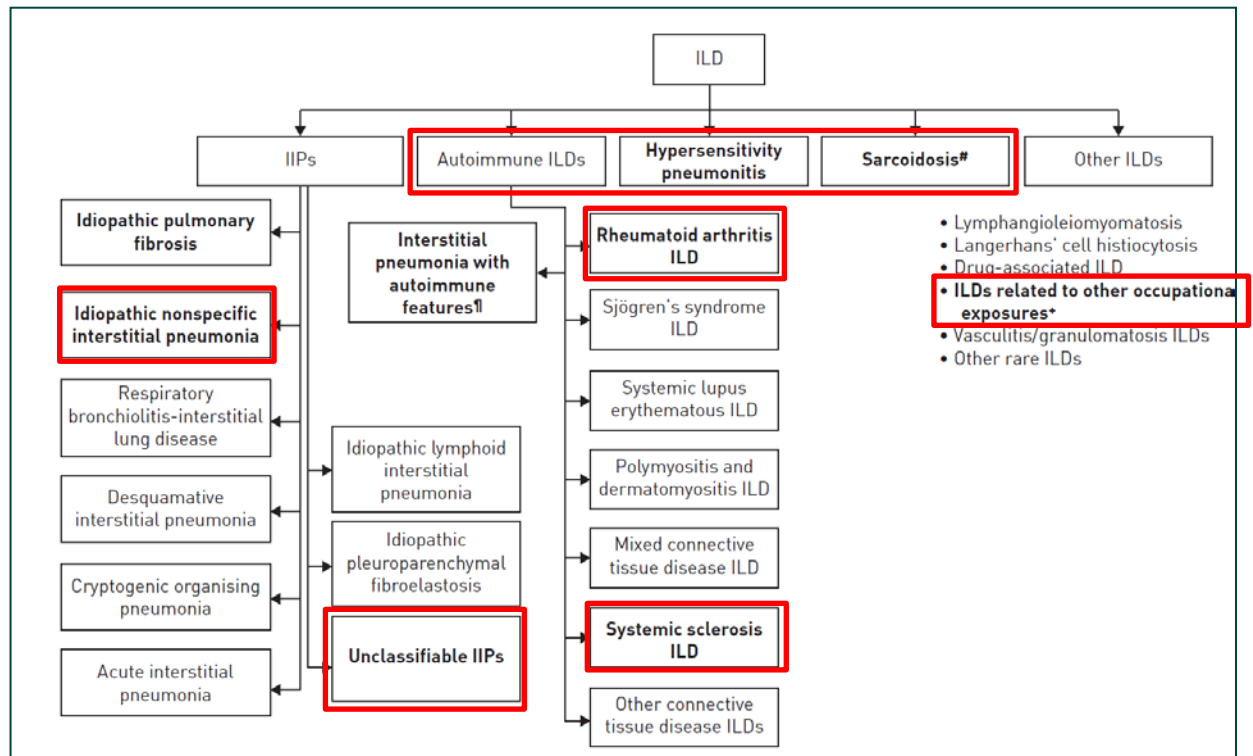 ILD
IIPs
Autoimmune ILDs
Hypersensitivity
pneumonitis
Sarcoidosis#
Other ILDs
Idiopathic pulmonary
fibrosis
Idiopathic nonspecific
interstitial pneumonia
Respiratory
bronchiolitis-interstitial
lung disease
Desquamative
interstitial pneumonia
Cryptogenic organising
pneumonia
Acute interstitial
pneumonia
Idiopathic lymphoid
interstitial
pneumonia
Idiopathic
pleuroparenchymal
fibroelastosis
Unclassifiable IIPs
Interstitial
pneumonia with
autoimmune
features¶
Rheumatoid arthritis
ILD
Sjögren's syndrome
ILD
Systemic lupus
erythematous ILD
Polymyositis and
dermatomyositis ILD
Mixed connective
tissue disease ILD
Systemic sclerosis
ILD
Other connective
tissue disease ILDs
• Lymphangioleiomyomatosis
• Langerhans' cell histiocytosis
• Drug-associated ILD
• ILDs related to other occupationa
exposures+
• Vasculitis/granulomatosis ILDs
• Other rare ILDs